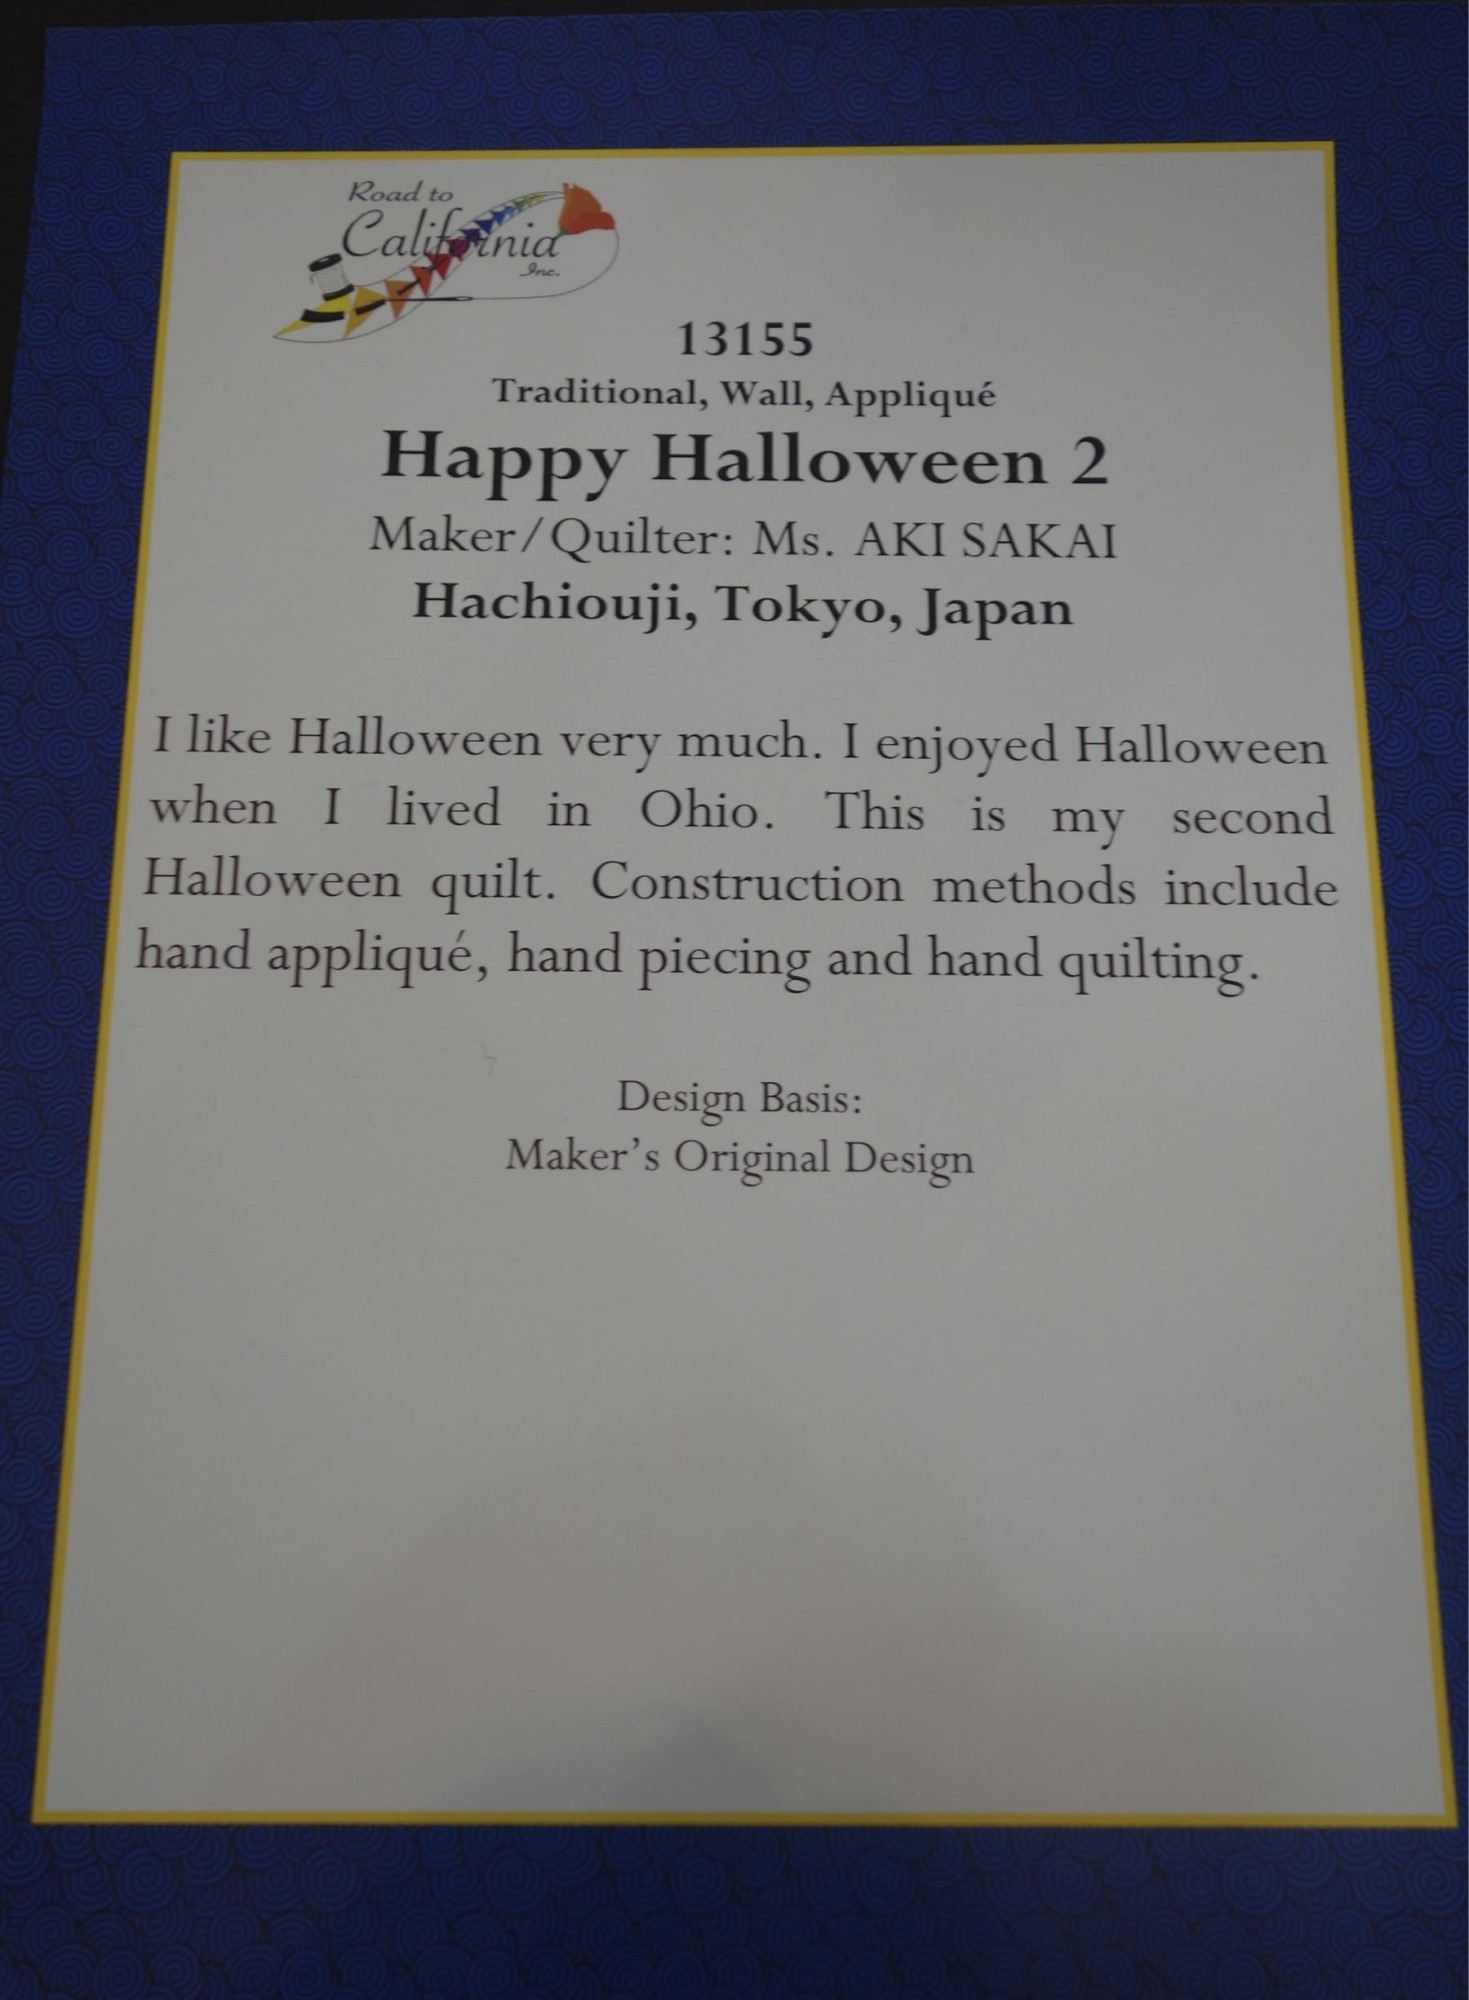 Road to
California
Inc.
13155
Traditional, Wall, Appliqué
Happy Halloween 2
Maker/Quilter: Ms. AKI SAKAI
Hachiouji, Tokyo, Japan
I like Halloween very much. I enjoyed Halloween
when I lived in Ohio. This is my second
Halloween quilt. Construction methods include
hand appliqué, hand piecing and hand quilting.
Design Basis:
Maker’s Original Design